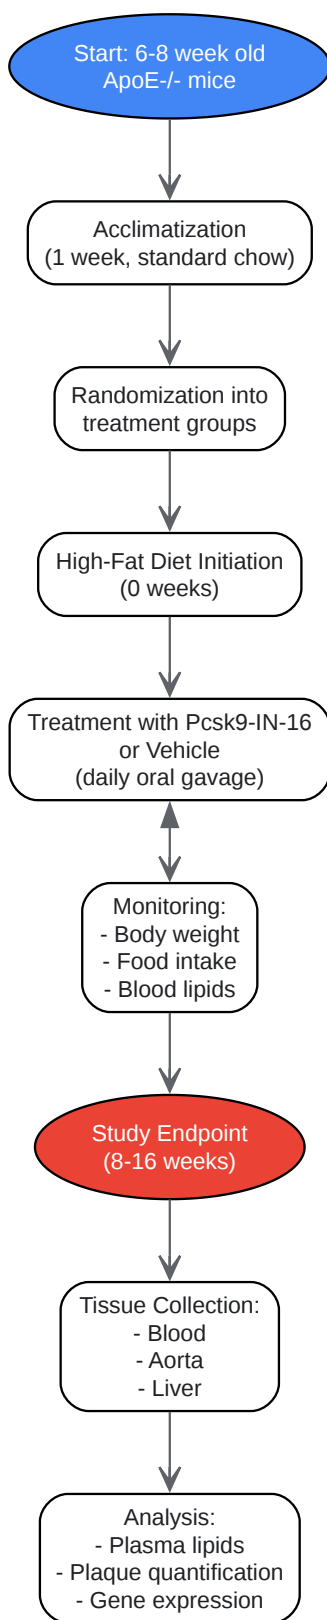 Start: 6-8 week old
ApoE-/- mice
Acclimatization
(1 week, standard chow)
Randomization into
treatment groups
High-Fat Diet Initiation
(0 weeks)
Treatment with Pcsk9-IN-16
or Vehicle
(daily oral gavage)
Monitoring:
- Body weight
- Food intake
- Blood lipids
Study Endpoint
(8-16 weeks)
Tissue Collection:
- Blood
- Aorta
- Liver
Analysis:
- Plasma lipids
- Plaque quantification
- Gene expression